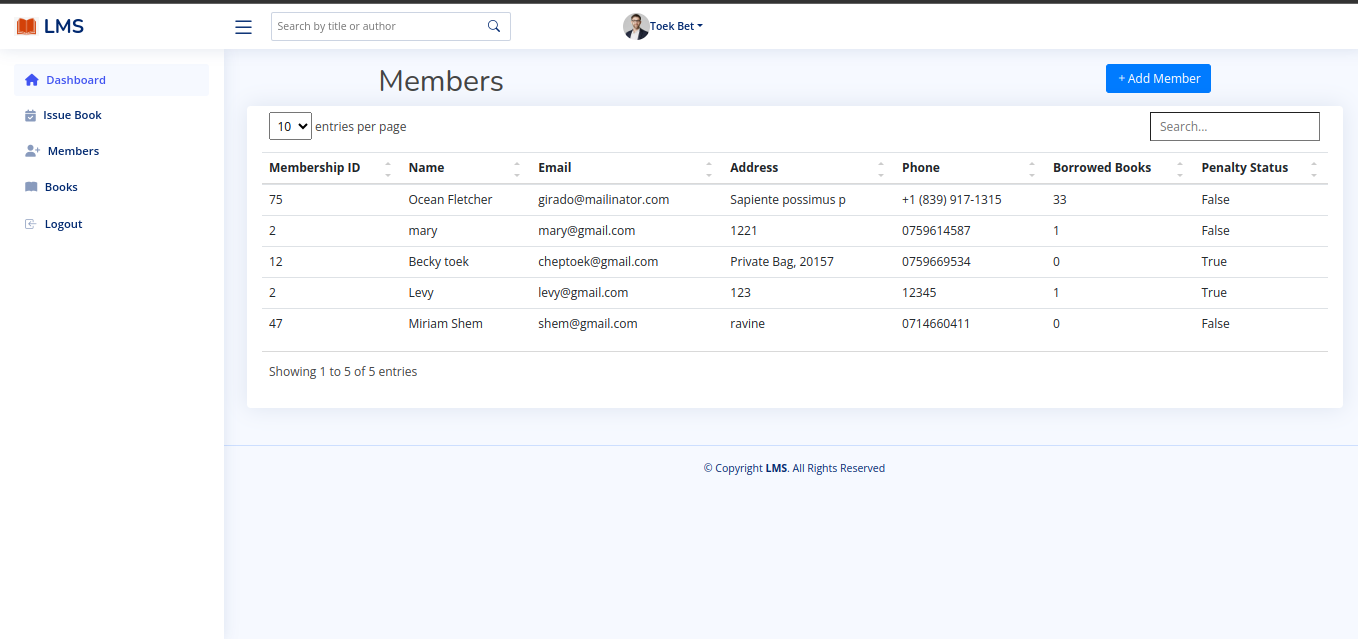 LMS
Search by title or author
Toek Bet
Dashboard
Issue Book
Members
Books
Logout
Members
+ Add Member
10 entries per page
Search...
Membership ID Name Email Address Phone Borrowed Books Penalty Status
75 Ocean Fletcher girado@mailinator.com Sapiente possimus p +1 (839) 917-1315 33 False
2 mary mary@gmail.com 1221 0759614587 1 False
12 Becky toek cheptoek@gmail.com Private Bag, 20157 0759669534 0 True
2 Levy levy@gmail.com 123 12345 1 True
47 Miriam Shem shem@gmail.com ravine 0714660411 0 False
Showing 1 to 5 of 5 entries
© Copyright LMS. All Rights Reserved